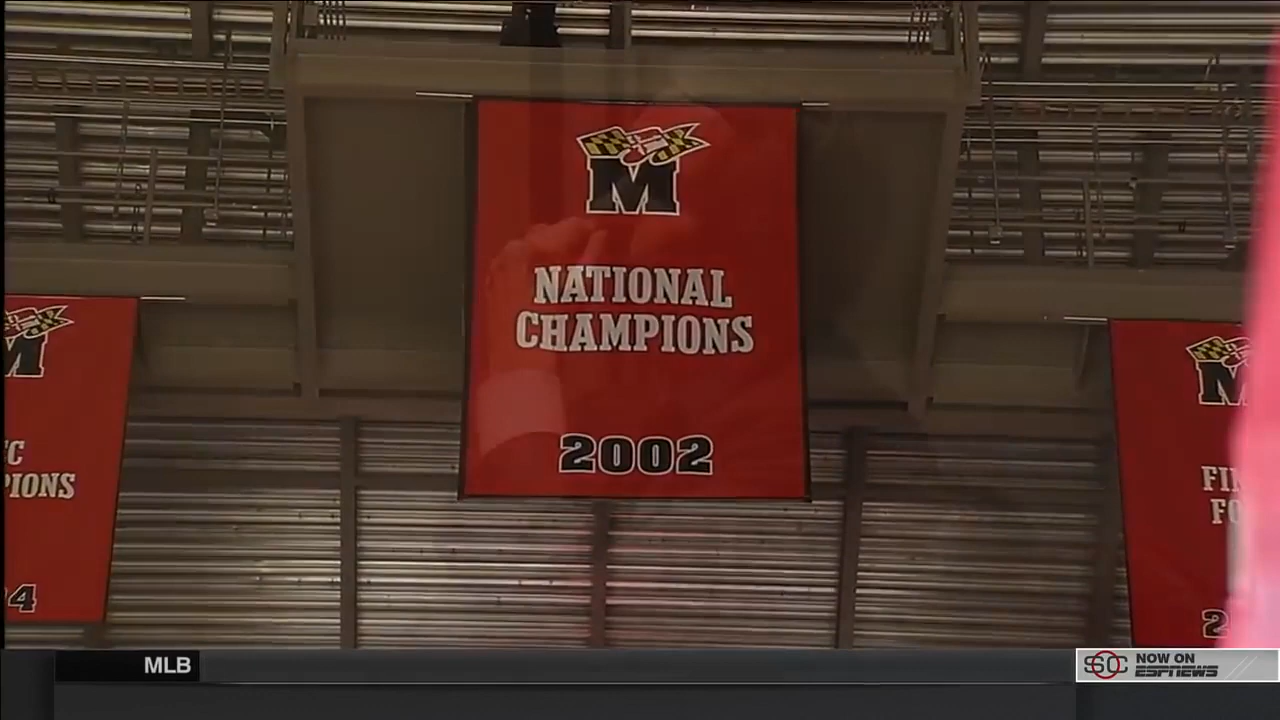 M
NATIONAL
CHAMPIONS
2002
M
C
PIONS
4
M
FI
FO
2
MLB
SC NOW ON
ESPNEWS